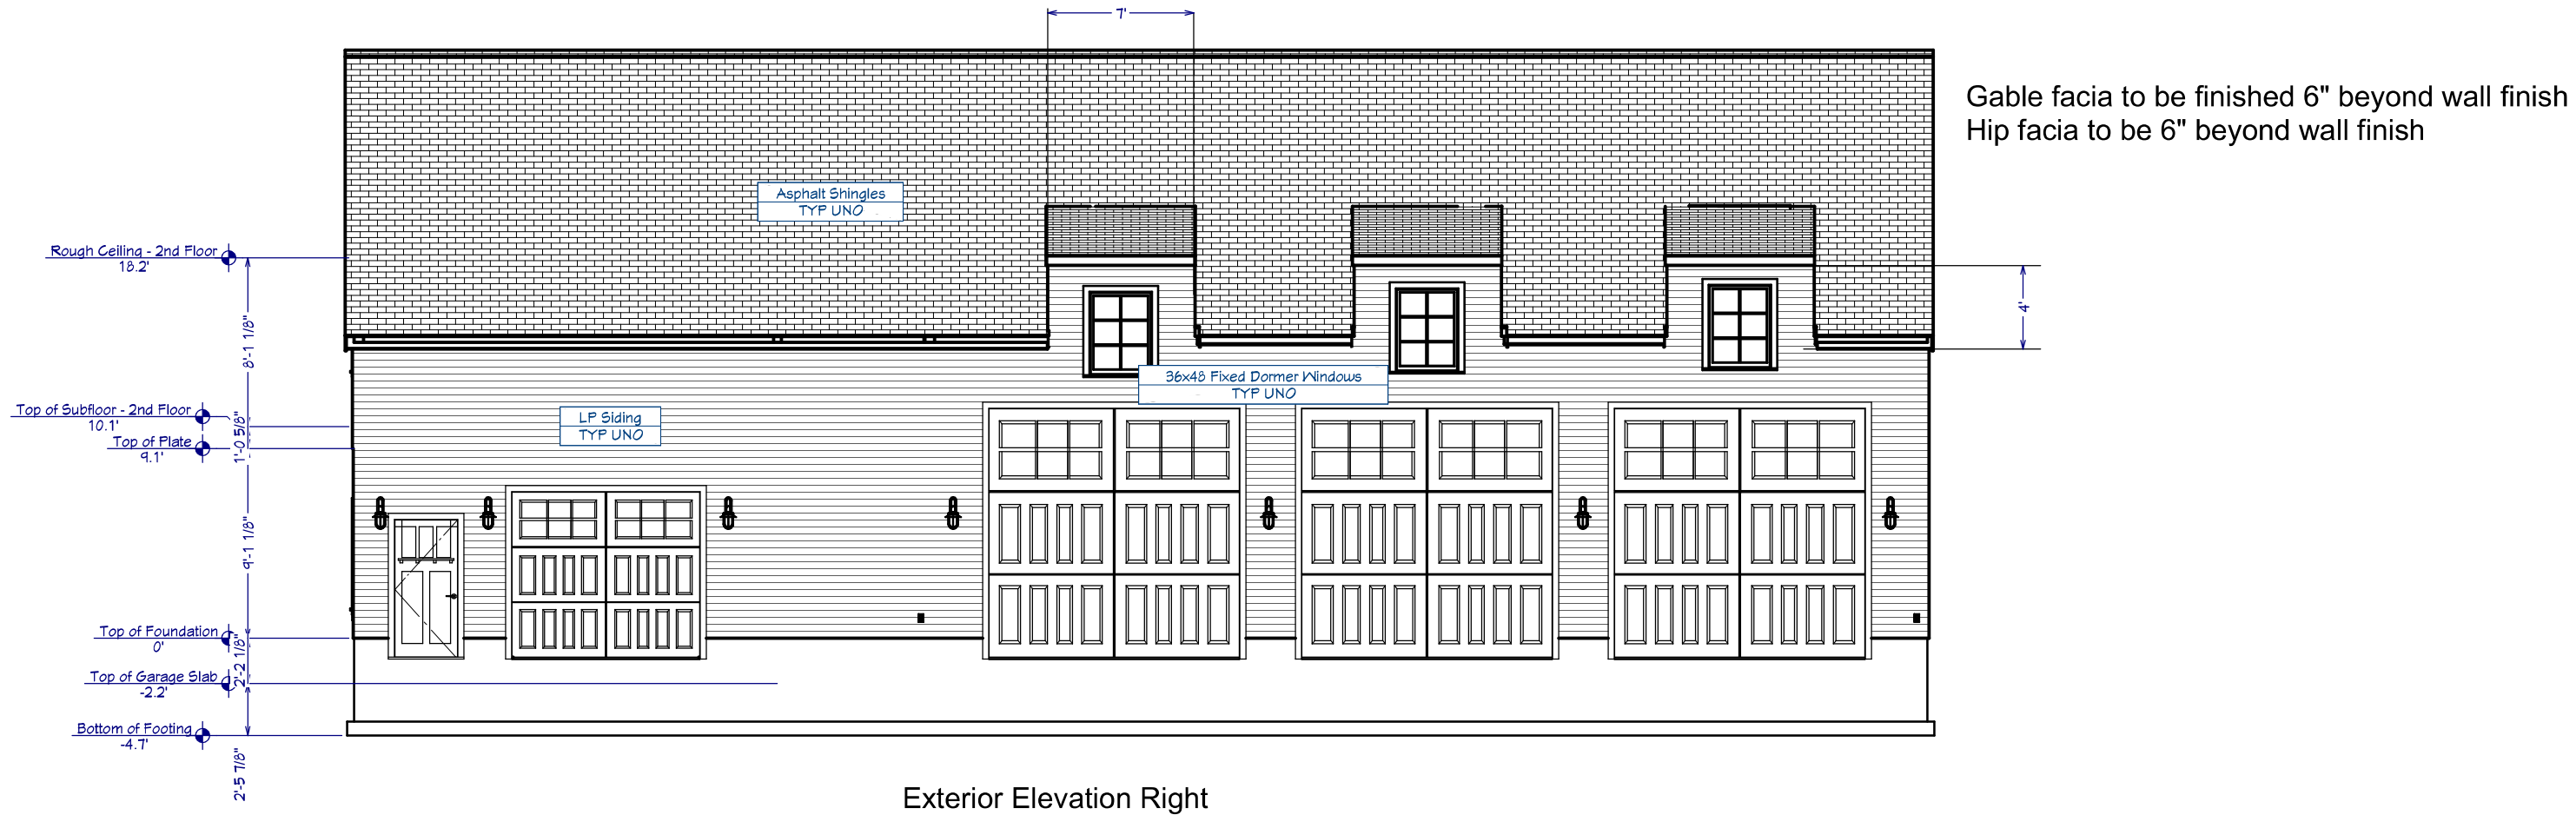 7'
Gable facia to be finished 6" beyond wall finish
Hip facia to be 6" beyond wall finish
Asphalt Shingles
TYP UNO
Rough Ceiling - 2nd Floor
18.2'
4'
8'-1 1/8"
36x48 Fixed Dormer Windows
TYP UNO
Top of Subfloor - 2nd Floor
10.1'
LP Siding
TYP UNO
1'-0 5/8"
Top of Plate
9.1'
9'-1 1/8"
Top of Foundation
0'
2'-2 1/8"
Top of Garage Slab
-2.2'
Bottom of Footing
-4.7'
2'-5 7/8"
Exterior Elevation Right